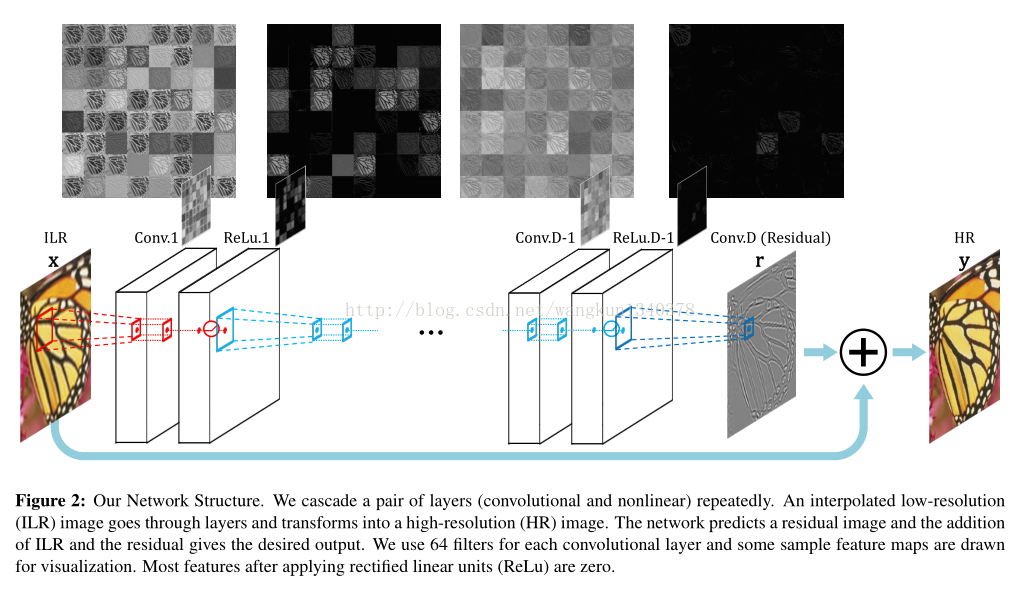 ILR
x
Conv.1
ReLu.1
Conv.D-1
ReLu.D-1
Conv.D (Residual)
r
HR
y
http://blog.csdn.net/wangkun1340378
...
Figure 2: Our Network Structure. We cascade a pair of layers (convolutional and nonlinear) repeatedly. An interpolated low-resolution
(ILR) image goes through layers and transforms into a high-resolution (HR) image. The network predicts a residual image and the addition
of ILR and the residual gives the desired output. We use 64 filters for each convolutional layer and some sample feature maps are drawn
for visualization. Most features after applying rectified linear units (ReLu) are zero.